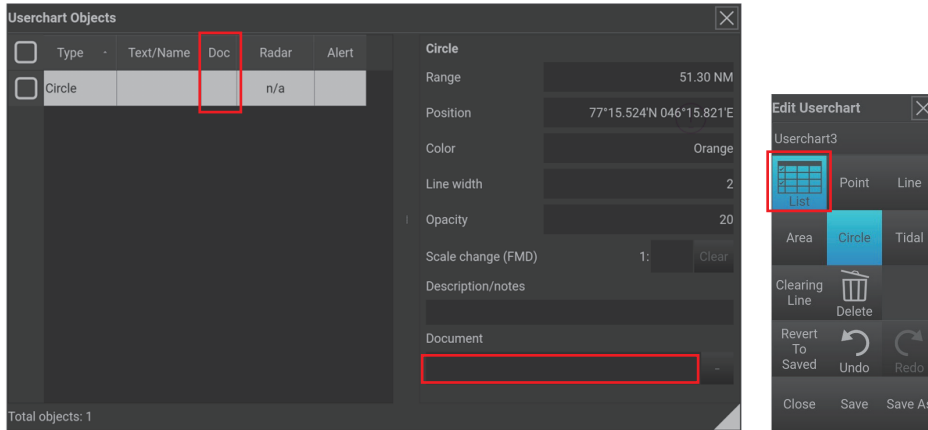 Userchart Objects
Type Text/Name Doc Radar Alert
Circle n/a
Total objects: 1
Circle
Range 51.30 NM
Position 77°15.524'N 046°15.821'E
Color Orange
Line width 2
Opacity 20
Scale change (FMD) 1: Clear
Description/notes
Document
-
Edit Userchart
Userchart3
List Point Line
Area Circle Tidal
Clearing
Line
Delete
Revert
To
Saved
Undo Redo
Close Save Save As